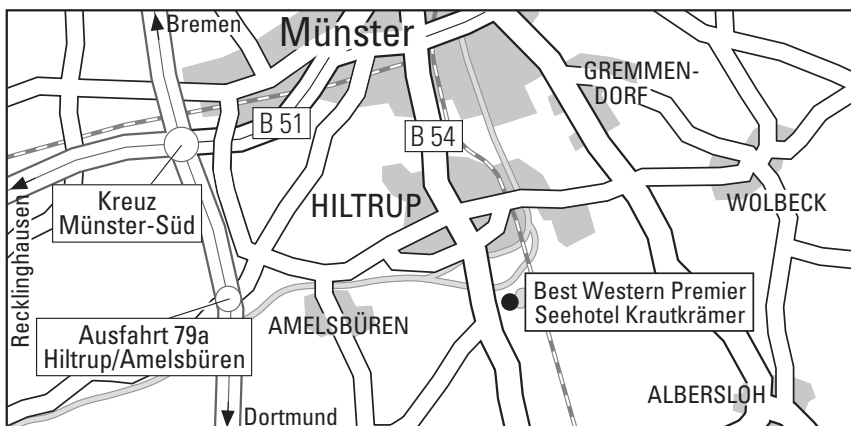 Bremen
Münster
GREMMEN-
DORF
B 51
B 54
Kreuz
Münster-Süd
HILTRUP
WOLBECK
Recklinghausen
Best Western Premier
Seehotel Krautkrämer
Ausfahrt 79a
Hiltrup/Amelsbüren
AMELSBÜREN
ALBERSLOH
Dortmund